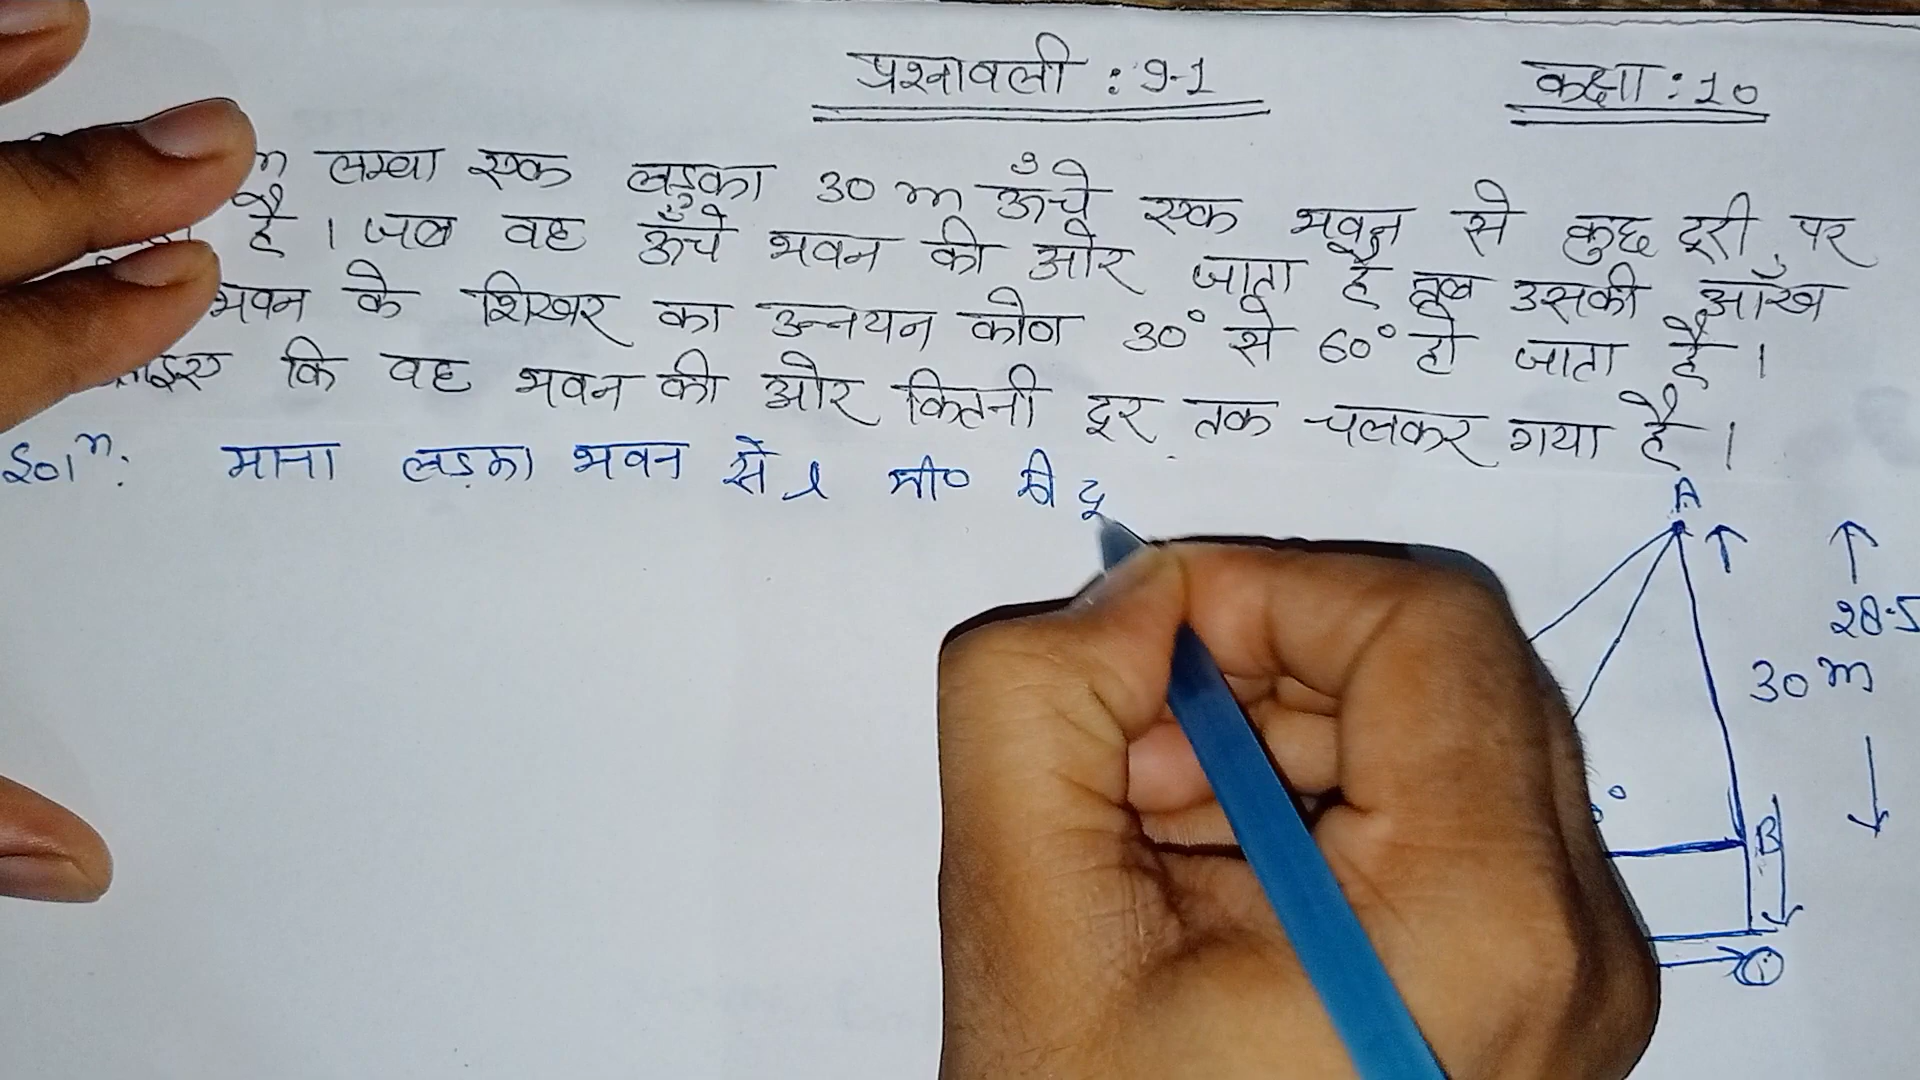 प्रश्नावली : 9.1
कक्षा : 10
m लम्बा एक लड़का 30 m ऊँचे एक भवन से कुछ दूरी पर
है । जब वह ऊँचे भवन की ओर जाता है तब उसकी आँख
भवन के शिखर का उन्नयन कोण 30° से 60° हो जाता है ।
कि वह भवन की ओर कितनी दूर तक चलकर गया है ।
Solⁿ: माना लड़का भवन से मी० की दू
A
28.5
30 m
B